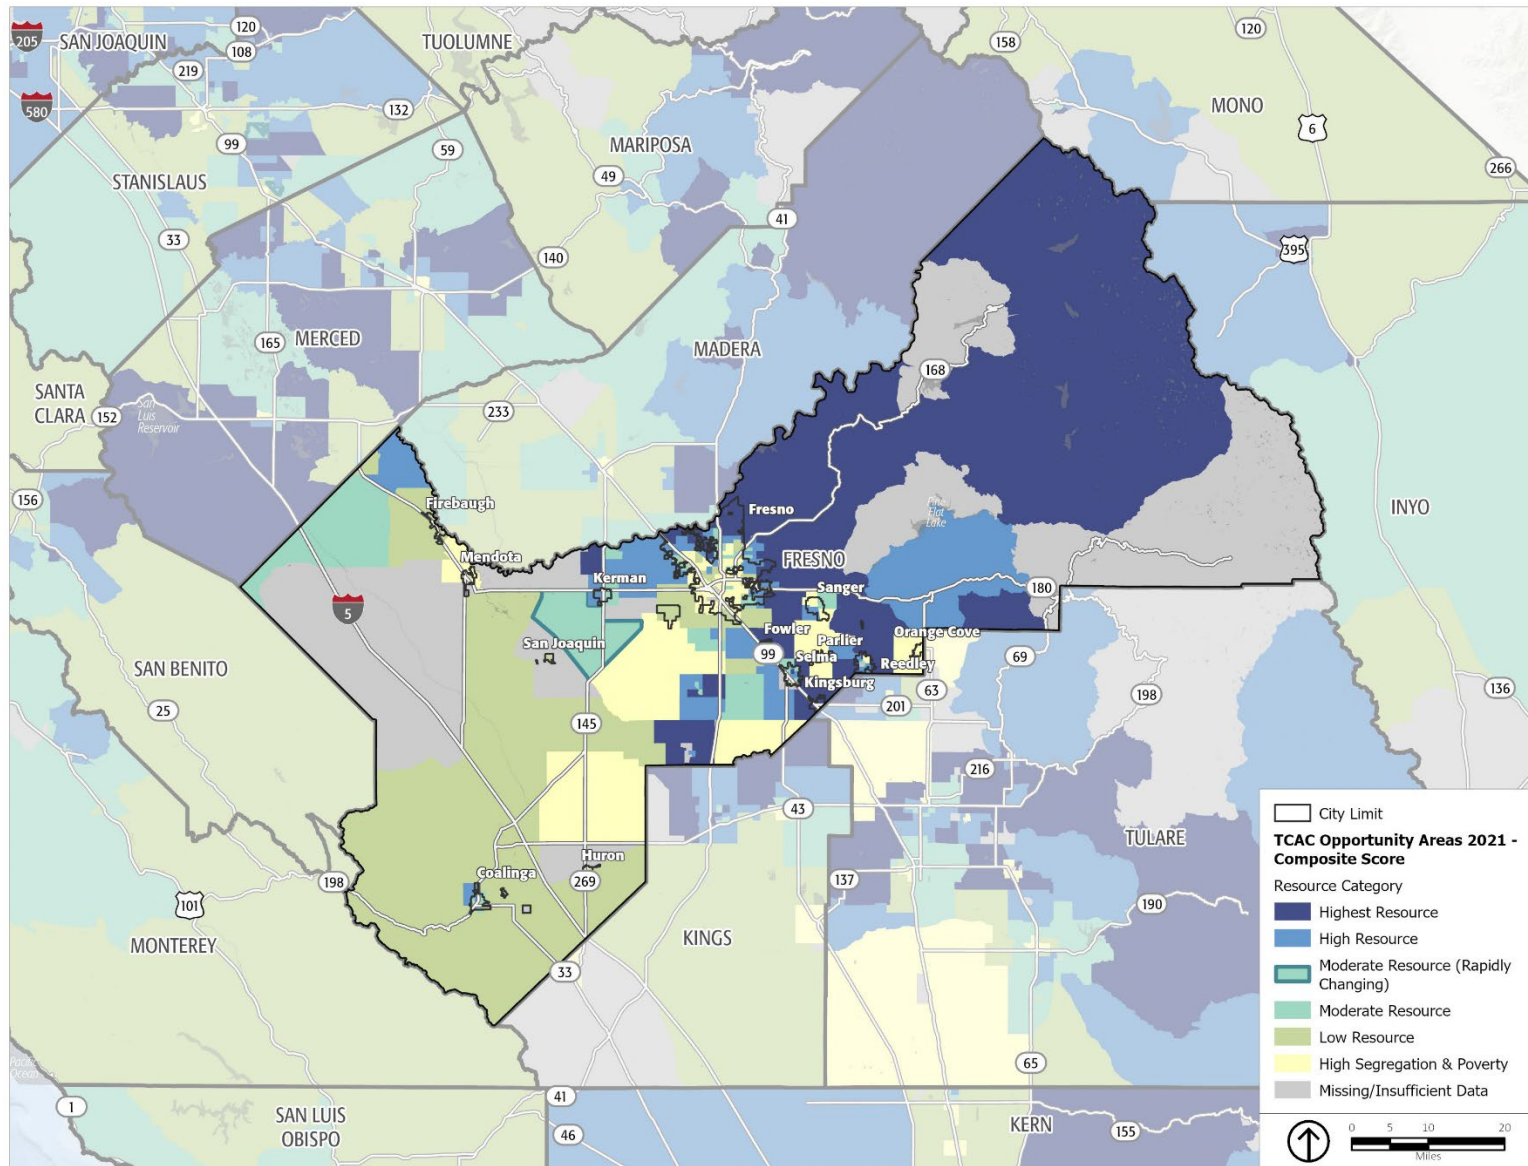 205
SAN JOAQUIN
120
108
219
580
99
132
TUOLUMNE
158
120
MONO
6
266
STANISLAUS
59
MARIPOSA
49
33
41
140
395
165
MERCED
MADERA
168
SANTA
CLARA
152
San
Luis
Reservoir
233
156
Firebaugh
Fresno
Pine
Flat
Lake
INYO
Mendota
Kerman
FRESNO
Sanger
180
5
San Joaquin
Fowler
Parlier
Orange Cove
99
Selma
Reedley
69
Kingsburg
63
198
136
SAN BENITO
25
145
201
216
43
TULARE
Huron
Coalinga
269
198
137
101
190
MONTEREY
KINGS
33
65
Pacific
Ocean
1
SAN LUIS
OBISPO
41
46
KERN
155
City Limit
TCAC Opportunity Areas 2021 -
Composite Score
Resource Category
Highest Resource
High Resource
Moderate Resource (Rapidly
Changing)
Moderate Resource
Low Resource
High Segregation & Poverty
Missing/Insufficient Data
0 5 10 20
Miles